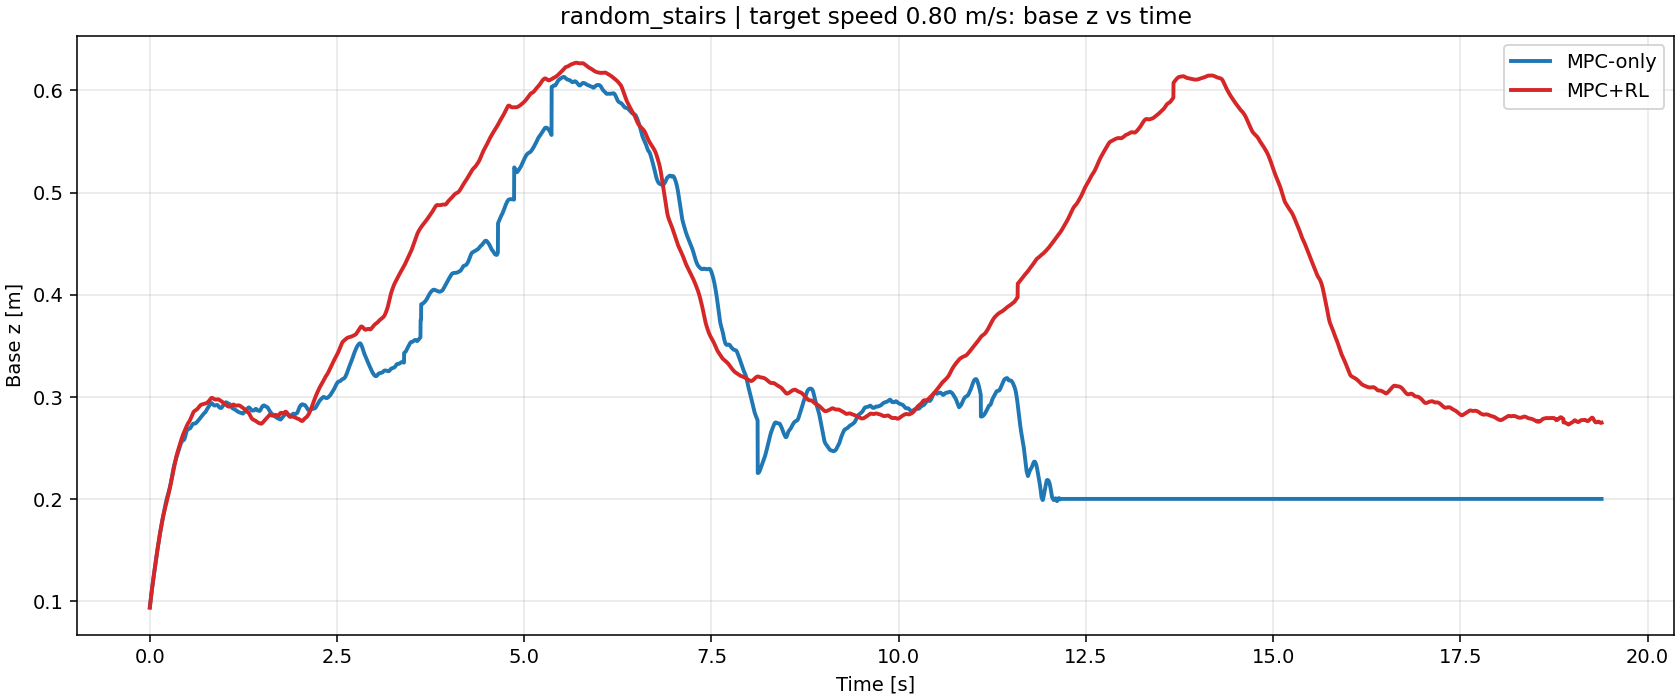 random_stairs | target speed 0.80 m/s: base z vs time
MPC-only
MPC+RL
Base z [m]
0.6
0.5
0.4
0.3
0.2
0.1
0.0 2.5 5.0 7.5 10.0 12.5 15.0 17.5 20.0
Time [s]